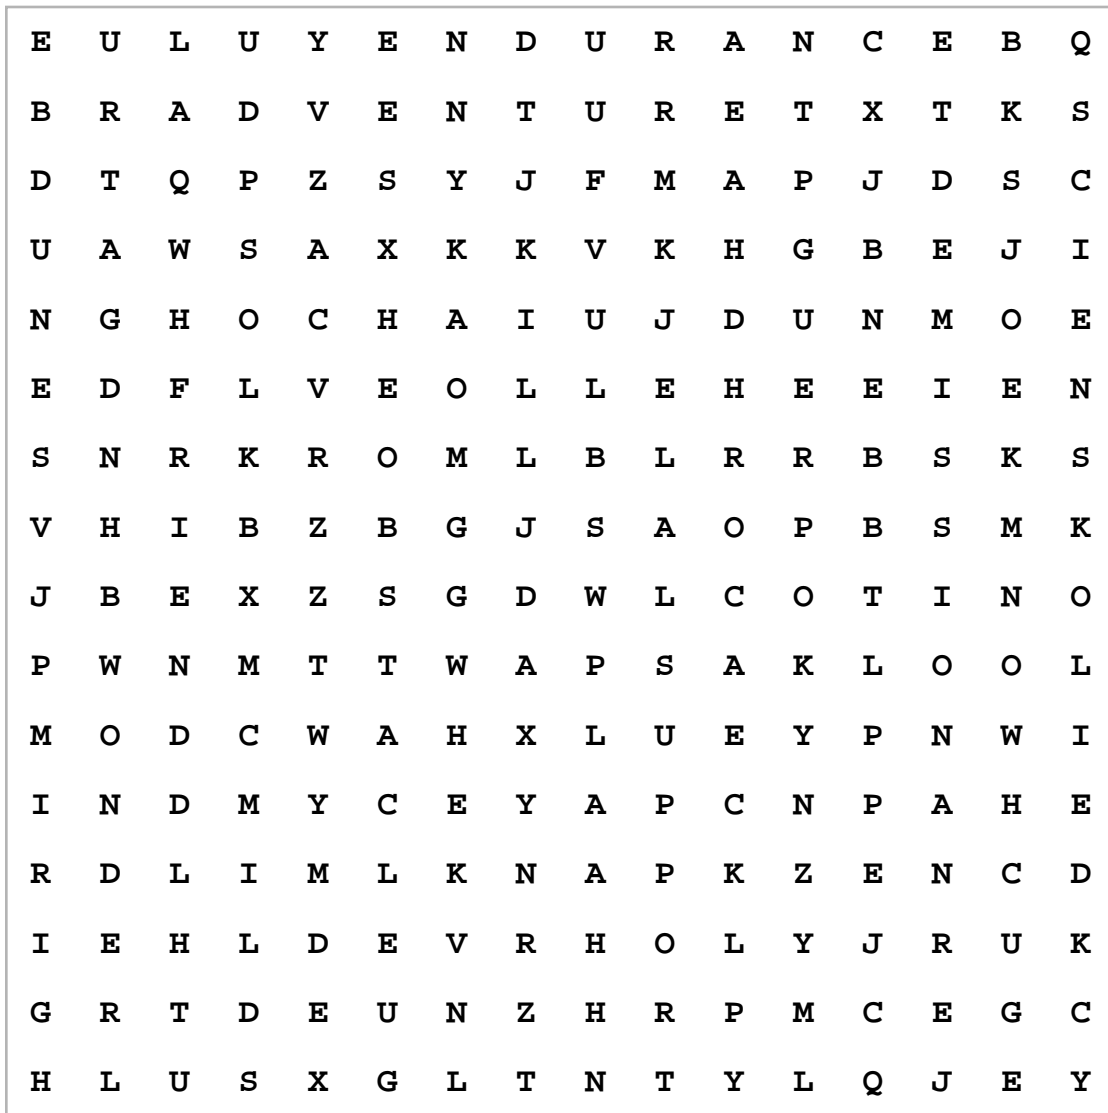 E U L U Y E N D U R A N C E B Q
B R A D V E N T U R E T X T K S
D T Q P Z S Y J F M A P J D S C
U A W S A X K K V K H G B E J I
N G H O C H A I U J D U N M O E
E D F L V E O L L E H E E I E N
S N R K R O M L B L R R B S K S
V H I B Z B G J S A O P B S M K
J B E X Z S G D W L C O T I N O
P W N M T T W A P S A K L O O L
M O D C W A H X L U E Y P N W I
I N D M Y C E Y A P C N P A H E
R D L I M L K N A P K Z E N C D
I E H L D E V R H O L Y J R U K
G R T D E U N Z H R P M C E G C
H L U S X G L T N T Y L Q J E Y